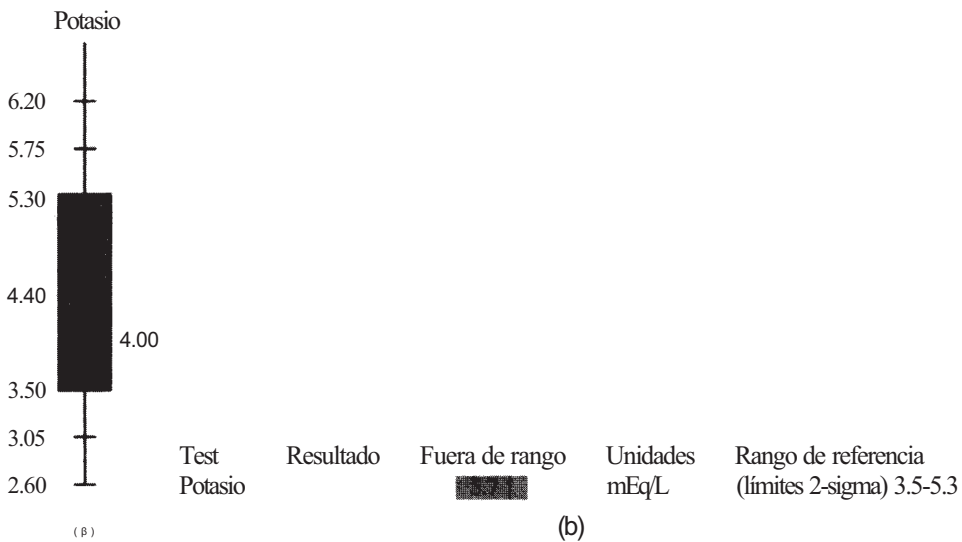 Potasio
6.20
5.75
5.30
4.40
4.00
3.50
3.05
2.60
(β)
Test Resultado Fuera de rango Unidades Rango de referencia
Potasio mEq/L (límites 2-sigma) 3.5-5.3
(b)